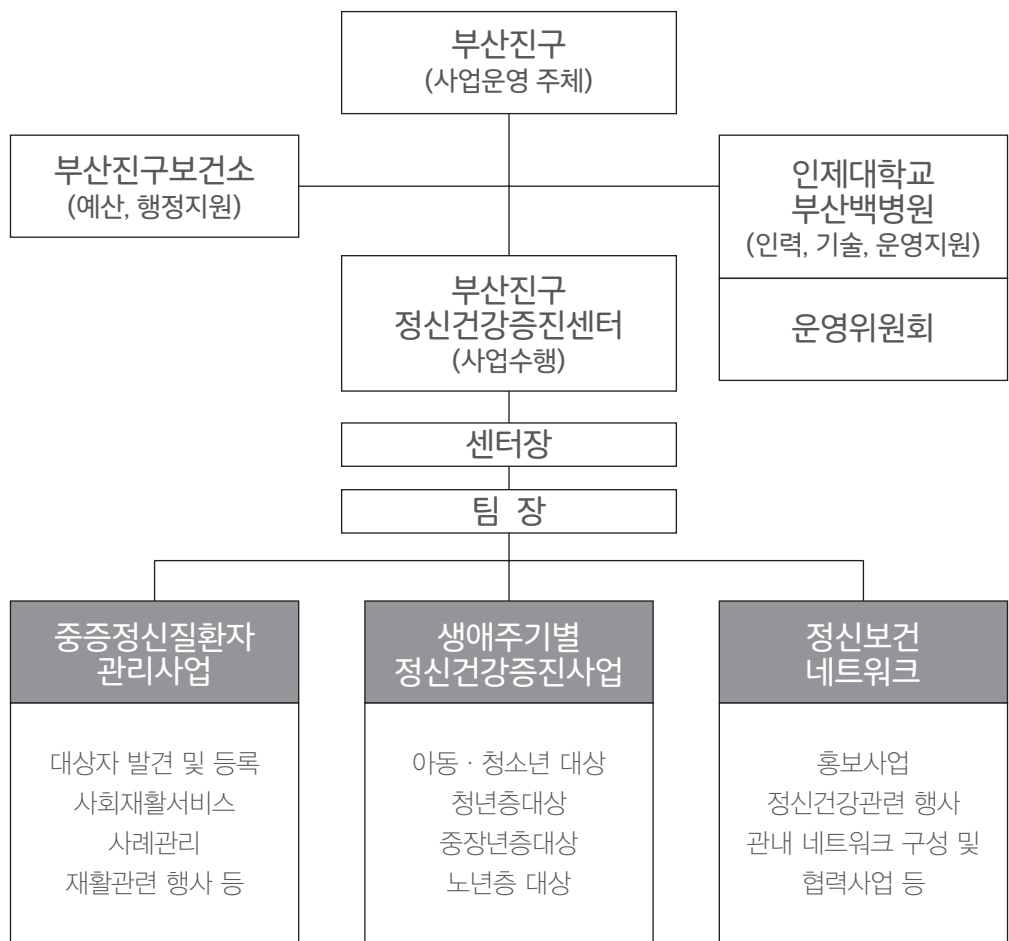 부산진구
(사업운영 주체)
부산진구보건소
(예산, 행정지원)
인제대학교
부산백병원
(인력, 기술, 운영지원)
운영위원회
부산진구
정신건강증진센터
(사업수행)
센터장
팀 장
중증정신질환자
관리사업
대상자 발견 및 등록
사회재활서비스
사례관리
재활관련 행사 등
생애주기별
정신건강증진사업
아동 · 청소년 대상
청년층대상
중장년층대상
노년층 대상
정신보건
네트워크
홍보사업
정신건강관련 행사
관내 네트워크 구성 및
협력사업 등